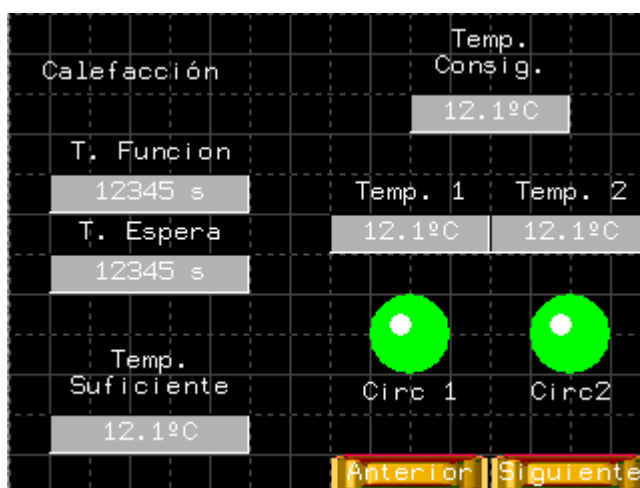 Calefacción
T. Funcion
12345 s
T. Espera
12345 s
Temp.
Suficiente
12.1ºC
Temp.
Consig.
12.1ºC
Temp. 1 Temp. 2
12.1ºC 12.1ºC
Circ 1 Circ2
Anterior Siguiente